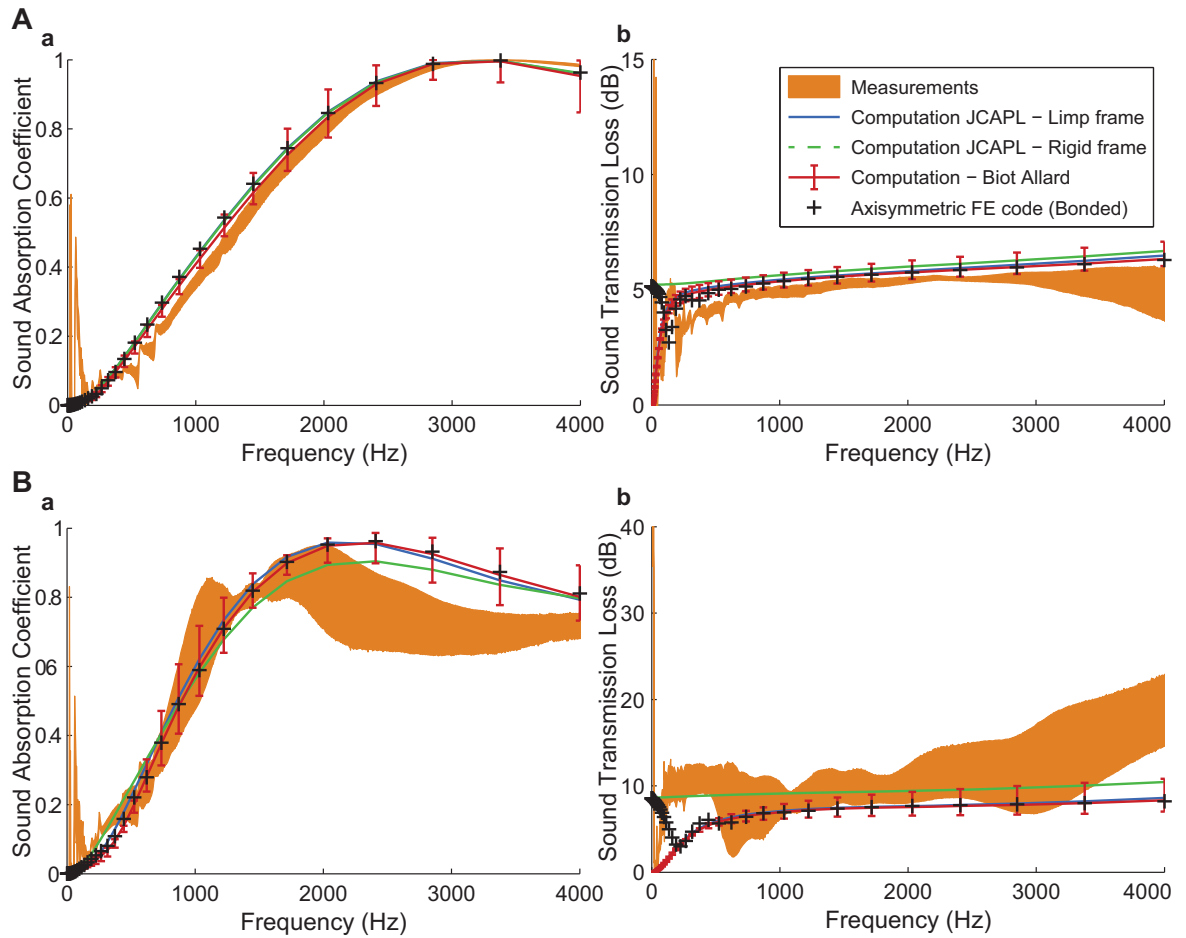 A
a
1
0.8
0.6
0.4
0.2
0
0
1000
2000
3000
4000
Sound Absorption Coefficient
Frequency (Hz)
b
15
10
5
0
0
1000
2000
3000
4000
Sound Transmission Loss (dB)
Frequency (Hz)
Measurements
Computation JCAPL − Limp frame
Computation JCAPL − Rigid frame
Computation − Biot Allard
Axisymmetric FE code (Bonded)
B
a
1
0.8
06
0.4
0.2
0
0
1000
2000
3000
4000
Sound Absorption Coefficient
Frequency (Hz)
b
40
30
20
10
0
0
1000
2000
3000
4000
Sound Transmission Loss (dB)
Frequency (Hz)